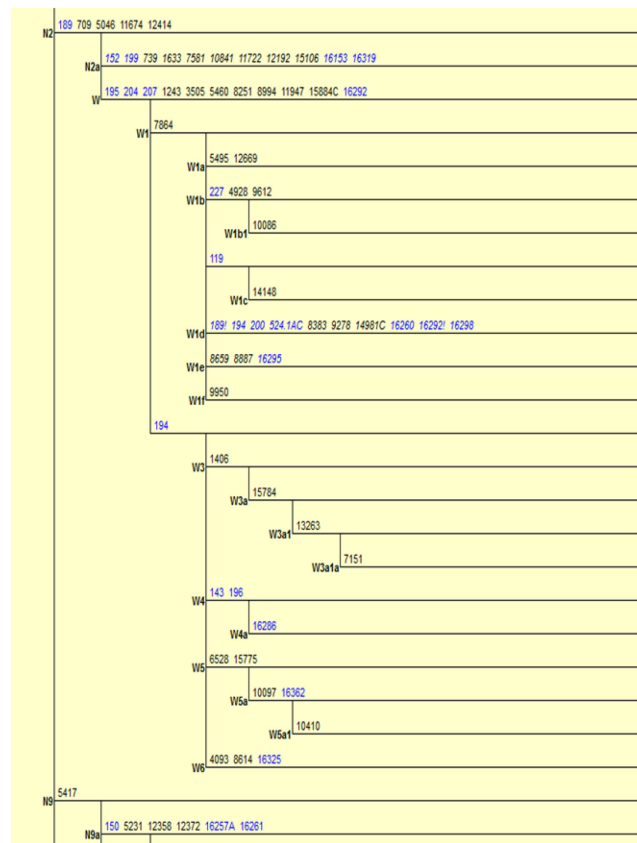 189 709 5046 11674 12414
N2
152 199 739 1633 7581 10841 11722 12192 15106 16153 16319
N2a
195 204 207 1243 3505 5460 8251 8994 11947 15884C 16292
W
7864
W1
5495 12669
W1a
227 4928 9612
W1b
10086
W1b1
119
14148
W1c
189! 194 200 524.1AC 8383 9278 14981C 16260 16292! 16298
W1d
8659 8887 16295
W1e
9950
W1f
194
1406
W3
15784
W3a
13263
W3a1
7151
W3a1a
143 196
W4
16286
W4a
6528 15775
W5
10097 16362
W5a
10410
W5a1
4093 8614 16325
W6
5417
N9
150 5231 12358 12372 16257A 16261
N9a